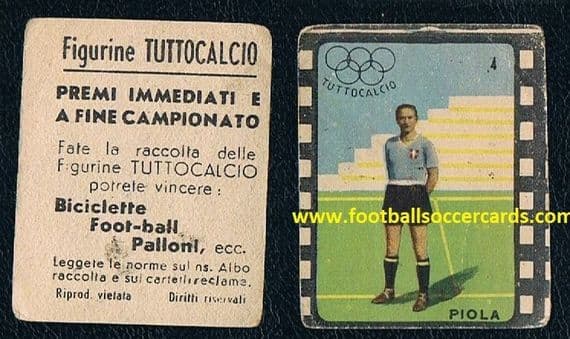 Figurine TUTTOCALCIO
PREMI IMMEDIATI E
A FINE CAMPIONATO
Fate la raccolta delle
Figurine TUTTOCALCIO
potrete vincere:
Biciclette
Foot-ball
Palloni, ecc.
Leggete le norme sul ns. Albo
raccolta e sui cartelli reclame.
Riprod. vietata Diritti riservati
4
TUTTOCALCIO
www.footballsoccercards.com
PIOLA